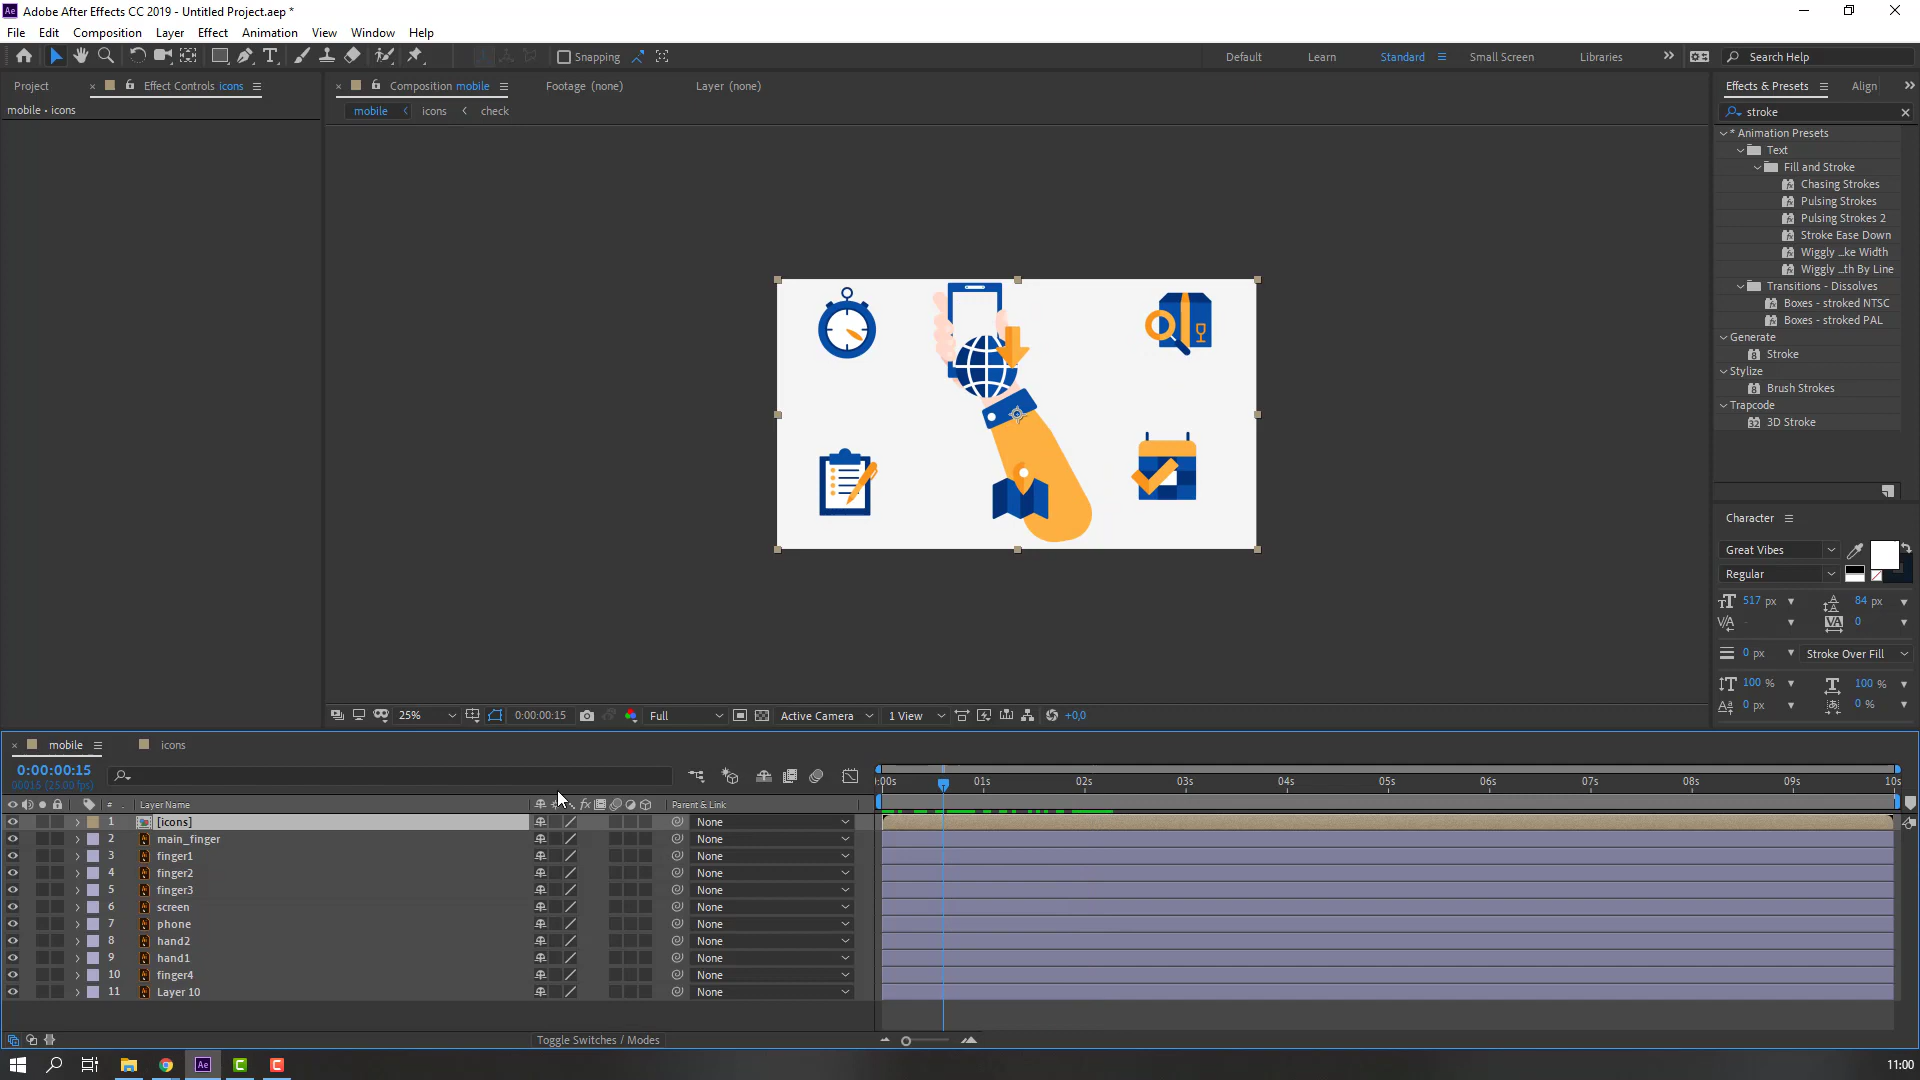 Adobe After Effects CC 2019 - Untitled Project.aep *
File Edit Composition Layer Effect Animation View Window Help
Snapping Default Learn Standard Small Screen Libraries Search Help
Project Effect Controls icons Composition mobile Footage (none) Layer (none) Effects & Presets Align
mobile • icons
mobile icons check
stroke
* Animation Presets
Text
Fill and Stroke
Chasing Strokes
Pulsing Strokes
Pulsing Strokes 2
Stroke Ease Down
Wiggly ...ke Width
Wiggly ...th By Line
Transitions - Dissolves
Boxes - stroked NTSC
Boxes - stroked PAL
Generate
Stroke
Stylize
Brush Strokes
Trapcode
3D Stroke
Character
Great Vibes
Regular
517 px 84 px
0
0 px Stroke Over Fill
100 % 100 %
0 px 0 %
25% 0:00:00:15 Full Active Camera 1 View +0,0
mobile icons
0:00:00:15
00015 (25.00 fps)
:00s 01s 02s 03s 04s 05s 06s 07s 08s 09s 10s
# Layer Name Parent & Link
1 [icons] None
2 main_finger None
3 finger1 None
4 finger2 None
5 finger3 None
6 screen None
7 phone None
8 hand2 None
9 hand1 None
10 finger4 None
11 Layer 10 None
Toggle Switches / Modes
11:00